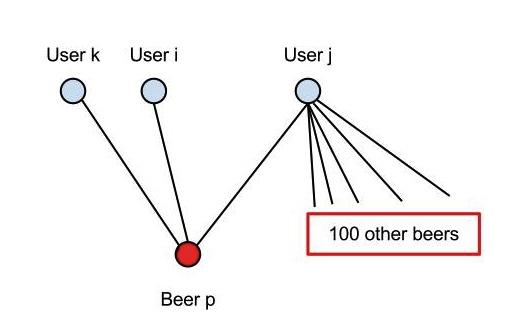 User k
User i
User j
100 other beers
Beer p